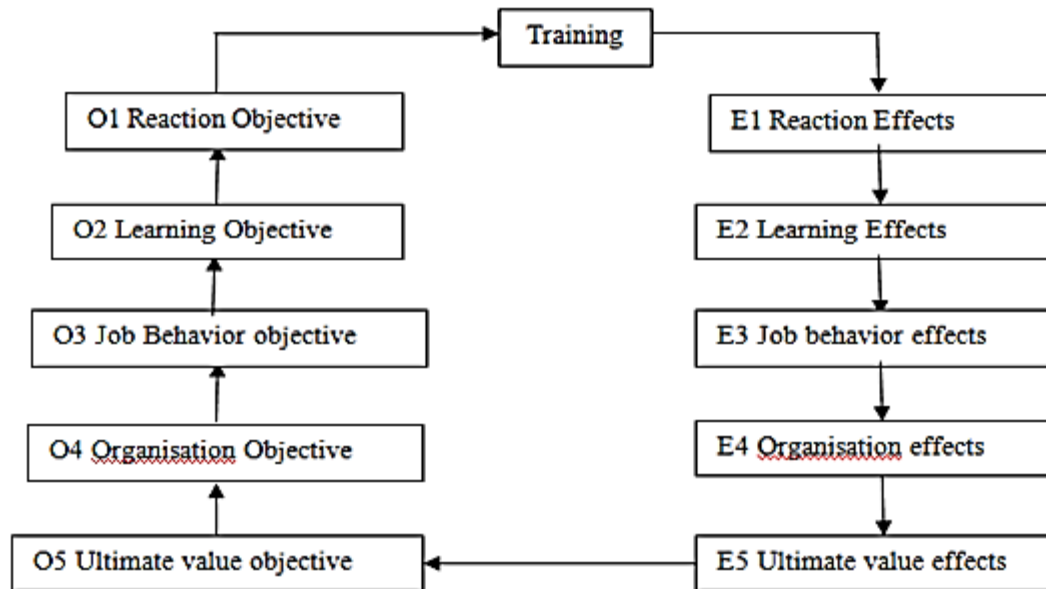 Training
O1 Reaction Objective
E1 Reaction Effects
O2 Learning Objective
E2 Learning Effects
O3 Job Behavior objective
E3 Job behavior effects
O4 Organisation Objective
E4 Organisation effects
O5 Ultimate value objective
E5 Ultimate value effects